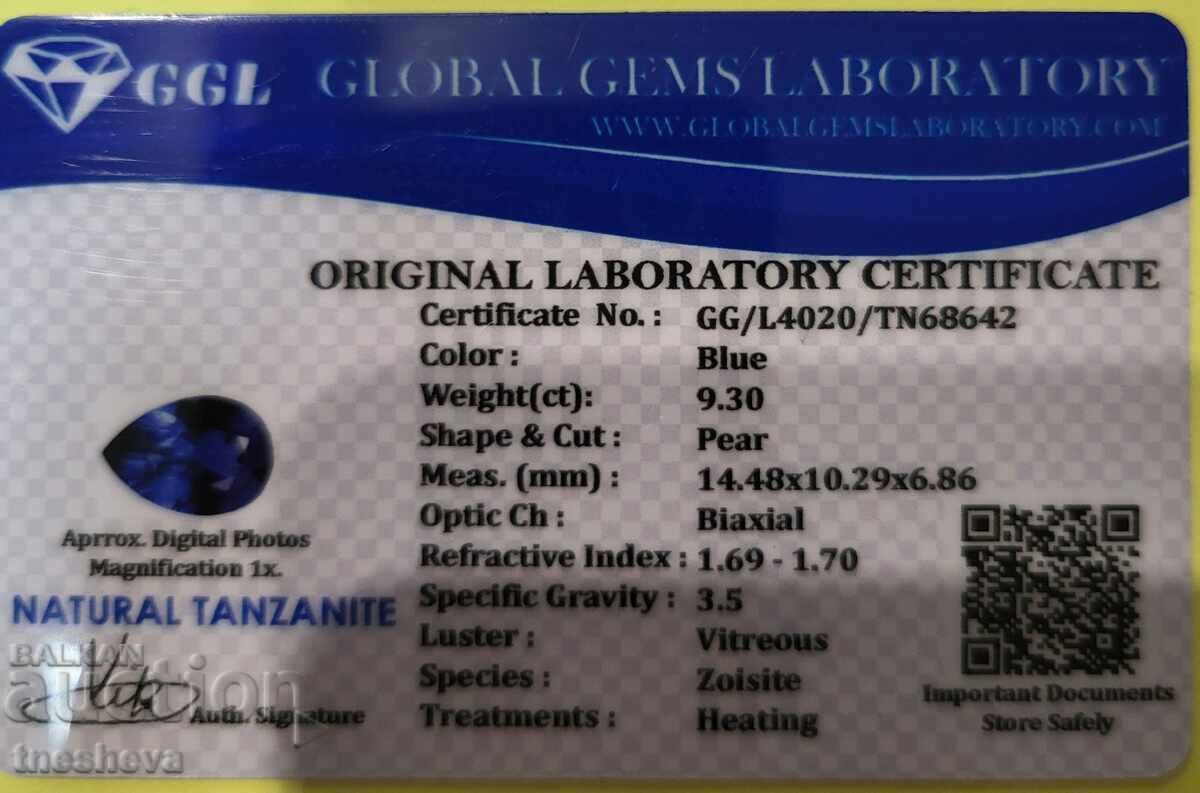 GGL GLOBAL GEMS LABORATORY
WWW.GLOBALGEMSLABORATORY.COM
ORIGINAL LABORATORY CERTIFICATE
Certificate No. : GG/L4020/TN68642
Color : Blue
Weight(ct): 9.30
Shape & Cut : Pear
Meas. (mm) : 14.48x10.29x6.86
Optic Ch : Biaxial
Refractive Index : 1.69 - 1.70
Specific Gravity : 3.5
Luster : Vitreous
Species : Zoisite
Treatments : Heating
Aprrox. Digital Photos
Magnification 1x.
NATURAL TANZANITE
Auth. Signature
Important Documents
Store Safely
BALKAN
auction
tnesheva